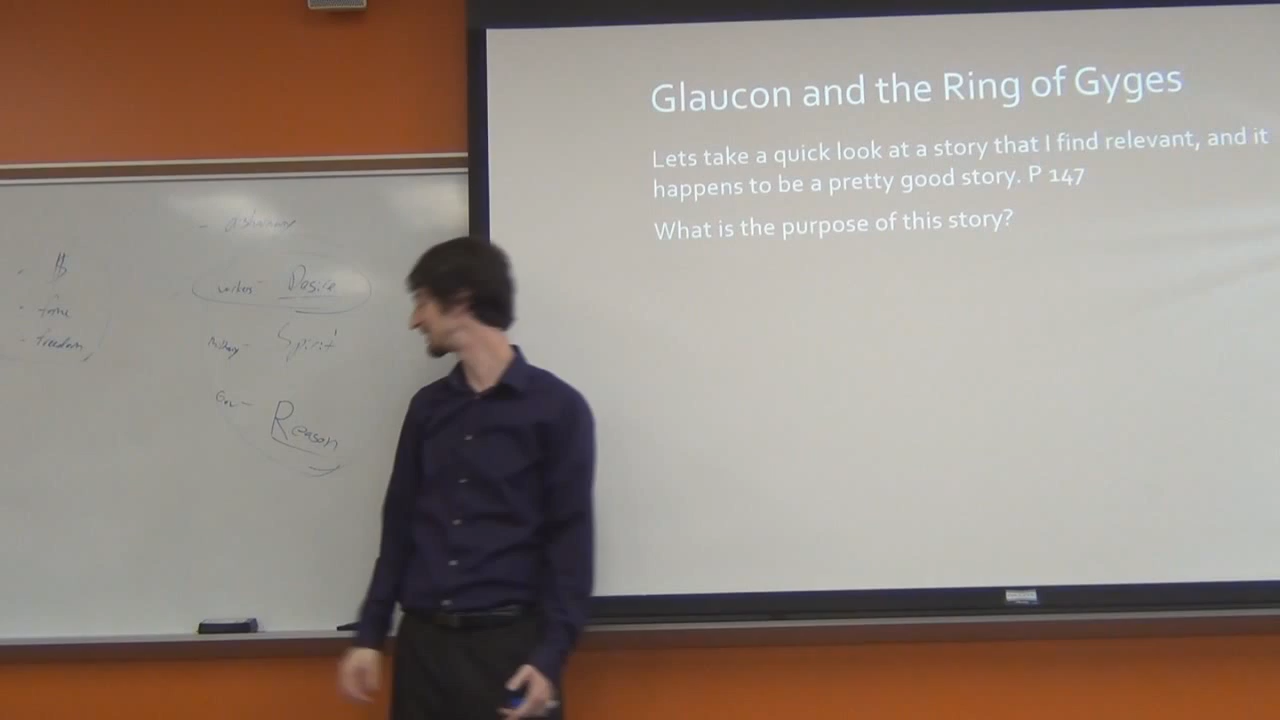 Glaucon and the Ring of Gyges
Lets take a quick look at a story that I find relevant, and it
happens to be a pretty good story. P 147
What is the purpose of this story?
$
- freedom
Desire
Spirit
Reason